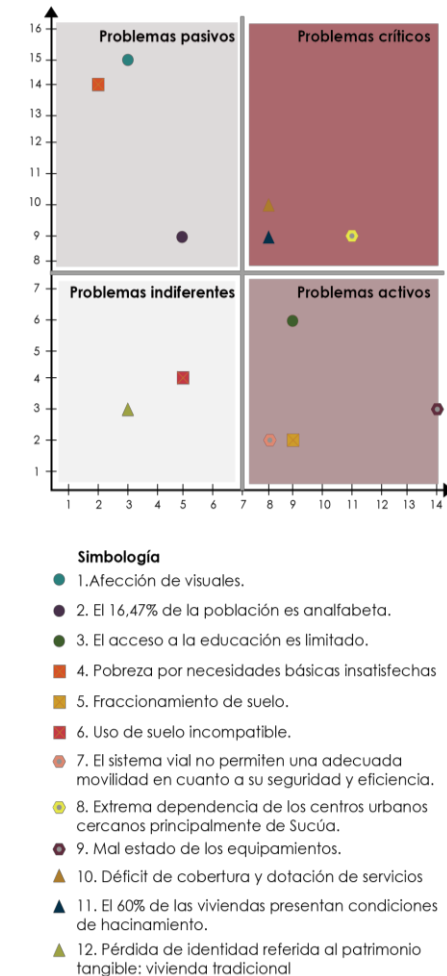 16
15
14
13
12
11
10
9
8
7
6
5
4
3
2
1
Problemas pasivos
Problemas críticos
Problemas indiferentes
Problemas activos
1 2 3 4 5 6 7 8 9 10 11 12 13 14
Simbología
1.Afección de visuales.
2. El 16,47% de la población es analfabeta.
3. El acceso a la educación es limitado.
4. Pobreza por necesidades básicas insatisfechas
5. Fraccionamiento de suelo.
6. Uso de suelo incompatible.
7. El sistema vial no permiten una adecuada
movilidad en cuanto a su seguridad y eficiencia.
8. Extrema dependencia de los centros urbanos
cercanos principalmente de Sucúa.
9. Mal estado de los equipamientos.
10. Déficit de cobertura y dotación de servicios
11. El 60% de las viviendas presentan condiciones
de hacinamiento.
12. Pérdida de identidad referida al patrimonio
tangible: vivienda tradicional